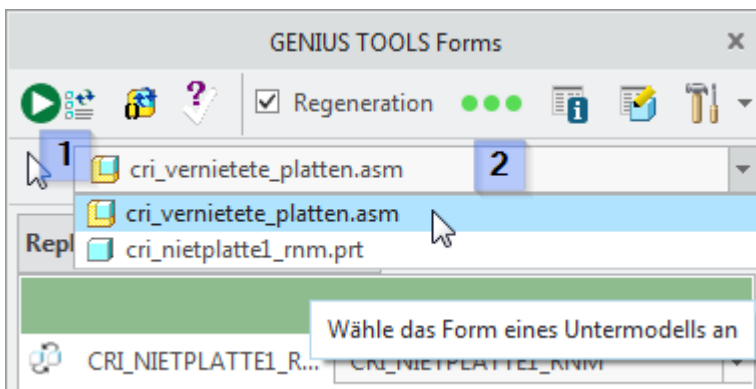 GENIUS TOOLS Forms
Regeneration
1
cri_vernietete_platten.asm
2
cri_vernietete_platten.asm
Repl
cri_nietplatte1_rnm.prt
Wähle das Form eines Untermodells an
CRI_NIETPLATTE1_R...
CRI_NIETPLATTE1_RNM